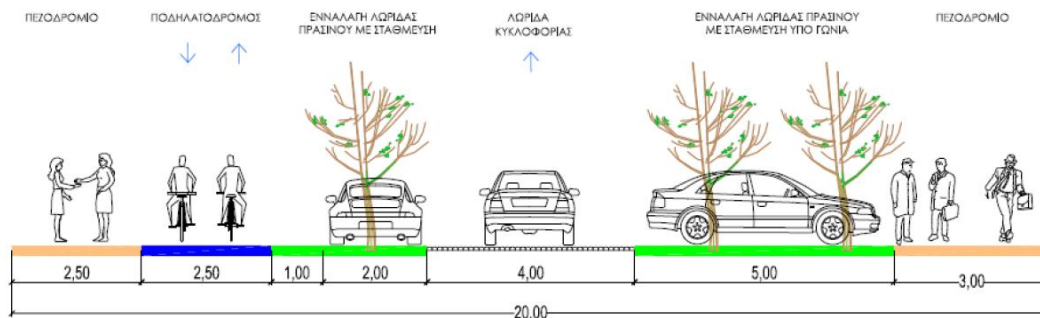 ΠΕΖΟΔΡΟΜΙΟ
ΠΟΔΗΛΑΤΟΔΡΟΜΟΣ
ΕΝΝΑΛΑΓΗ ΛΩΡΙΔΑΣ
ΠΡΑΣΙΝΟΥ ΜΕ ΣΤΑΘΜΕΥΣΗ
ΛΩΡΙΔΑ
ΚΥΚΛΟΦΟΡΙΑΣ
ΕΝΝΑΛΑΓΗ ΛΩΡΙΔΑΣ ΠΡΑΣΙΝΟΥ
ΜΕ ΣΤΑΘΜΕΥΣΗ ΥΠΟ ΓΩΝΙΑ
ΠΕΖΟΔΡΟΜΙΟ
2,50 2,50 1,00 2,00 4,00 5,00 3,00
20.00